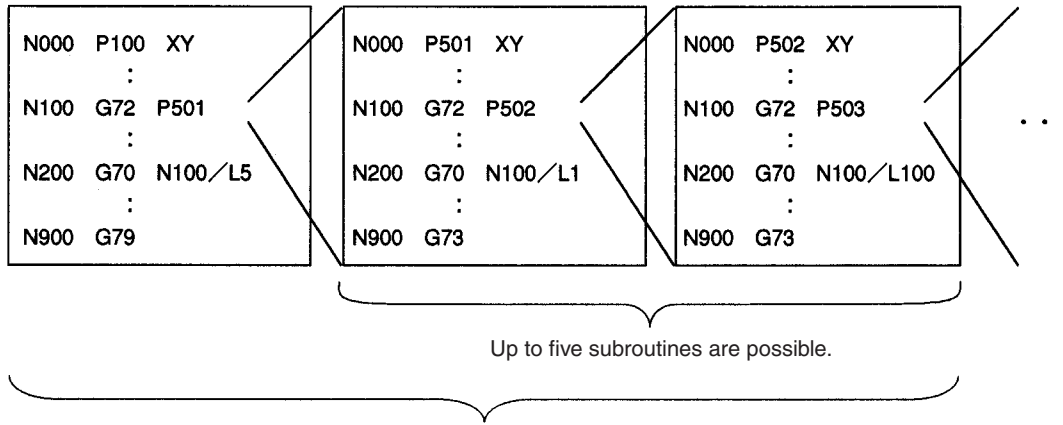 N000 P100 XY
:
N100 G72 P501
:
N200 G70 N100/L5
:
N900 G79
N000 P501 XY
:
N100 G72 P502
:
N200 G70 N100/L1
:
N900 G73
N000 P502 XY
:
N100 G72 P503
:
N200 G70 N100/L100
:
N900 G73
. .
Up to five subroutines are possible.